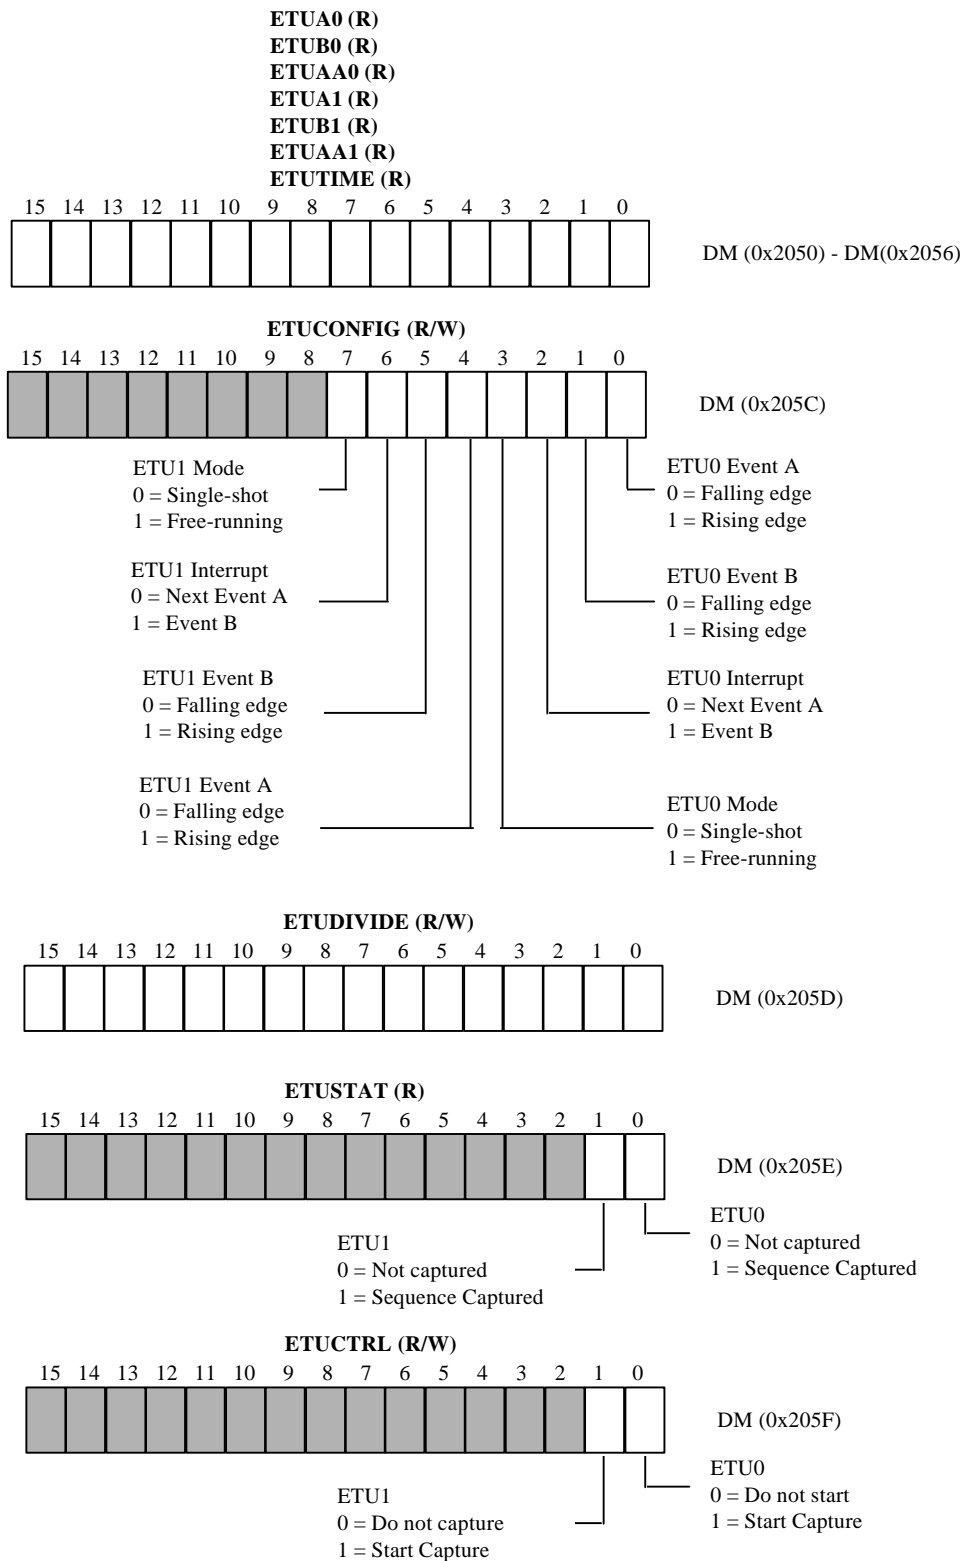 ETUA0 (R)
ETUB0 (R)
ETUAA0 (R)
ETUA1 (R)
ETUB1 (R)
ETUAA1 (R)
ETUTIME (R)
15 14 13 12 11 10 9 8 7 6 5 4 3 2 1 0
DM (0x2050) - DM(0x2056)
ETUCONFIG (R/W)
15 14 13 12 11 10 9 8 7 6 5 4 3 2 1 0
DM (0x205C)
ETU1 Mode
0 = Single-shot
1 = Free-running
ETU0 Event A
0 = Falling edge
1 = Rising edge
ETU1 Interrupt
0 = Next Event A
1 = Event B
ETU0 Event B
0 = Falling edge
1 = Rising edge
ETU1 Event B
0 = Falling edge
1 = Rising edge
ETU0 Interrupt
0 = Next Event A
1 = Event B
ETU1 Event A
0 = Falling edge
1 = Rising edge
ETU0 Mode
0 = Single-shot
1 = Free-running
ETUDIVIDE (R/W)
15 14 13 12 11 10 9 8 7 6 5 4 3 2 1 0
DM (0x205D)
ETUSTAT (R)
15 14 13 12 11 10 9 8 7 6 5 4 3 2 1 0
DM (0x205E)
ETU1
0 = Not captured
1 = Sequence Captured
ETU0
0 = Not captured
1 = Sequence Captured
ETUCTRL (R/W)
15 14 13 12 11 10 9 8 7 6 5 4 3 2 1 0
DM (0x205F)
ETU1
0 = Do not capture
1 = Start Capture
ETU0
0 = Do not start
1 = Start Capture